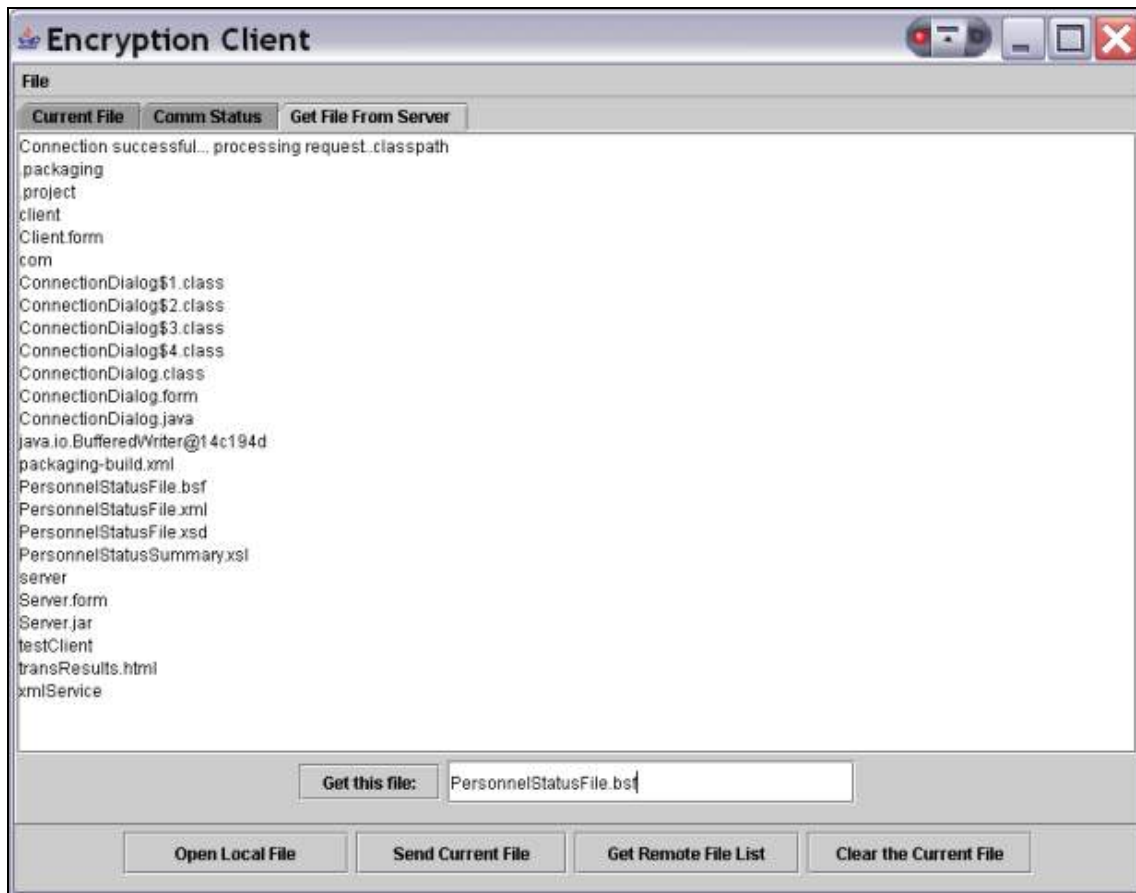 Encryption Client
File
Current File Comm Status Get File From Server
Connection successful... processing request..classpath
.packaging
.project
client
Client.form
com
ConnectionDialog$1.class
ConnectionDialog$2.class
ConnectionDialog$3.class
ConnectionDialog$4.class
ConnectionDialog.class
ConnectionDialog.form
ConnectionDialog.java
java.io.BufferedWriter@14c194d
packaging-build.xml
PersonnelStatusFile.bsf
PersonnelStatusFile.xml
PersonnelStatusFile.xsd
PersonnelStatusSummary.xsl
server
Server.form
Server.jar
testClient
transResults.html
xmlService
Get this file: PersonnelStatusFile.bsf
Open Local File Send Current File Get Remote File List Clear the Current File